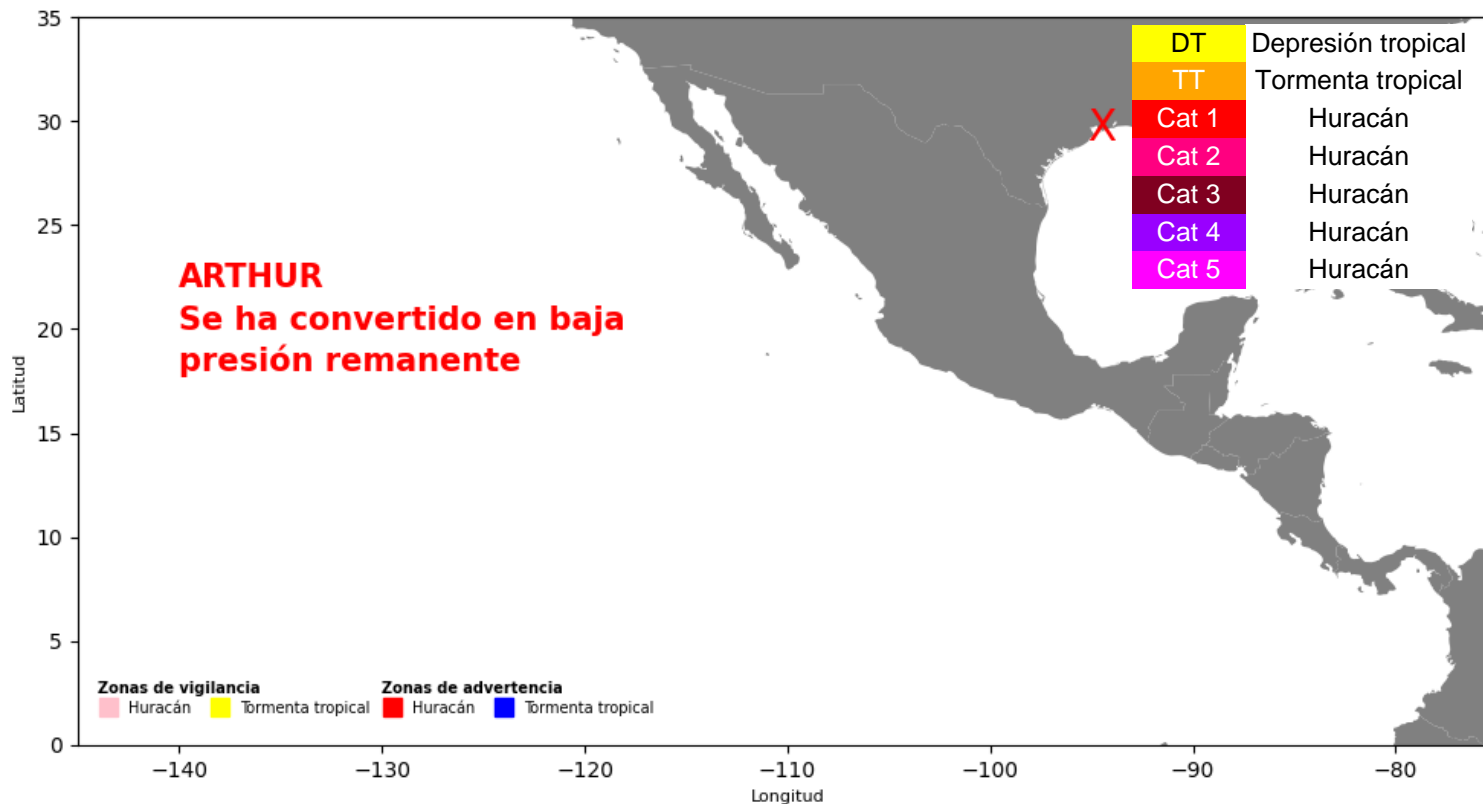 35
30
25
20
15
10
5
0
Latitud
X
DT Depresión tropical
TT Tormenta tropical
Cat 1 Huracán
Cat 2 Huracán
Cat 3 Huracán
Cat 4 Huracán
Cat 5 Huracán
ARTHUR
Se ha convertido en baja
presión remanente
Zonas de vigilancia Zonas de advertencia
Huracán Tormenta tropical Huracán Tormenta tropical
−140 −130 −120 −110 −100 −90 −80
Longitud